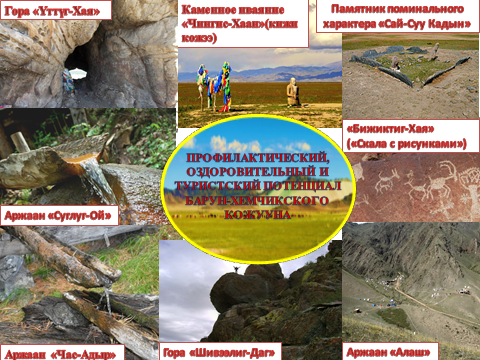 Гора «Үттүг-Хая»
Каменное изваяние
«Чингис-Хаан»(кижи
кожээ)
Памятник поминального
характера «Сай-Суу Кадын»
«Бижиктиг-Хая»
(«Скала с рисунками»)
ПРОФИЛАКТИЧЕСКИЙ,
ОЗДОРОВИТЕЛЬНЫЙ И
ТУРИСТСКИЙ ПОТЕНЦИАЛ
БАРУН-ХЕМЧИКСКОГО
КОЖУУНА
Аржаан «Суглуг-Ой»
Аржаан «Час-Адыр»
Гора «Шивээлиг-Даг»
Аржаан «Алаш»